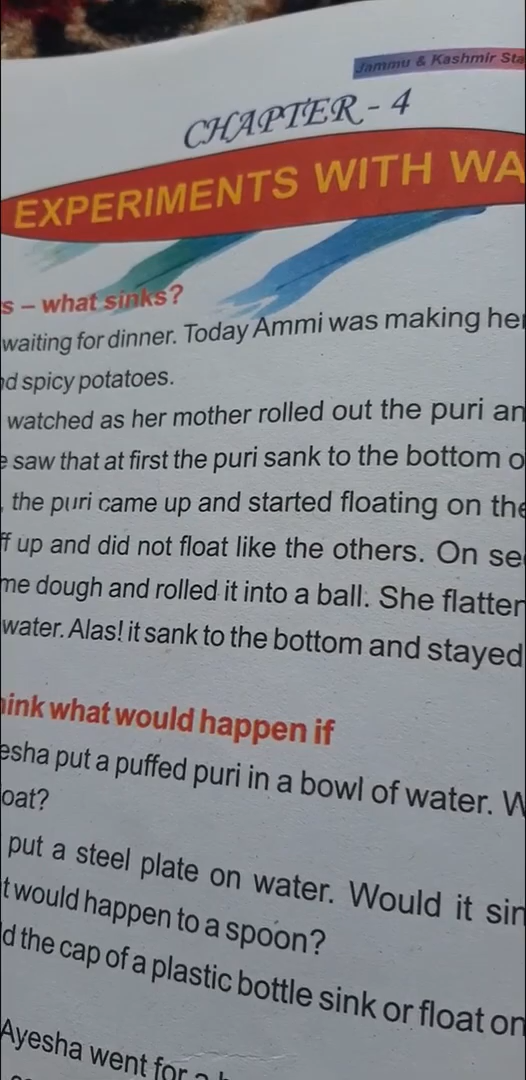 Jammu & Kashmir Sta
CHAPTER - 4
EXPERIMENTS WITH WA
s – what sinks?
waiting for dinner. Today Ammi was making her
nd spicy potatoes.
watched as her mother rolled out the puri an
e saw that at first the puri sank to the bottom o
, the puri came up and started floating on the
ff up and did not float like the others. On se
me dough and rolled it into a ball. She flatten
water. Alas! it sank to the bottom and stayed
hink what would happen if
esha put a puffed puri in a bowl of water. W
oat?
put a steel plate on water. Would it sin
t would happen to a spoon?
d the cap of a plastic bottle sink or float on
Ayesha went for a